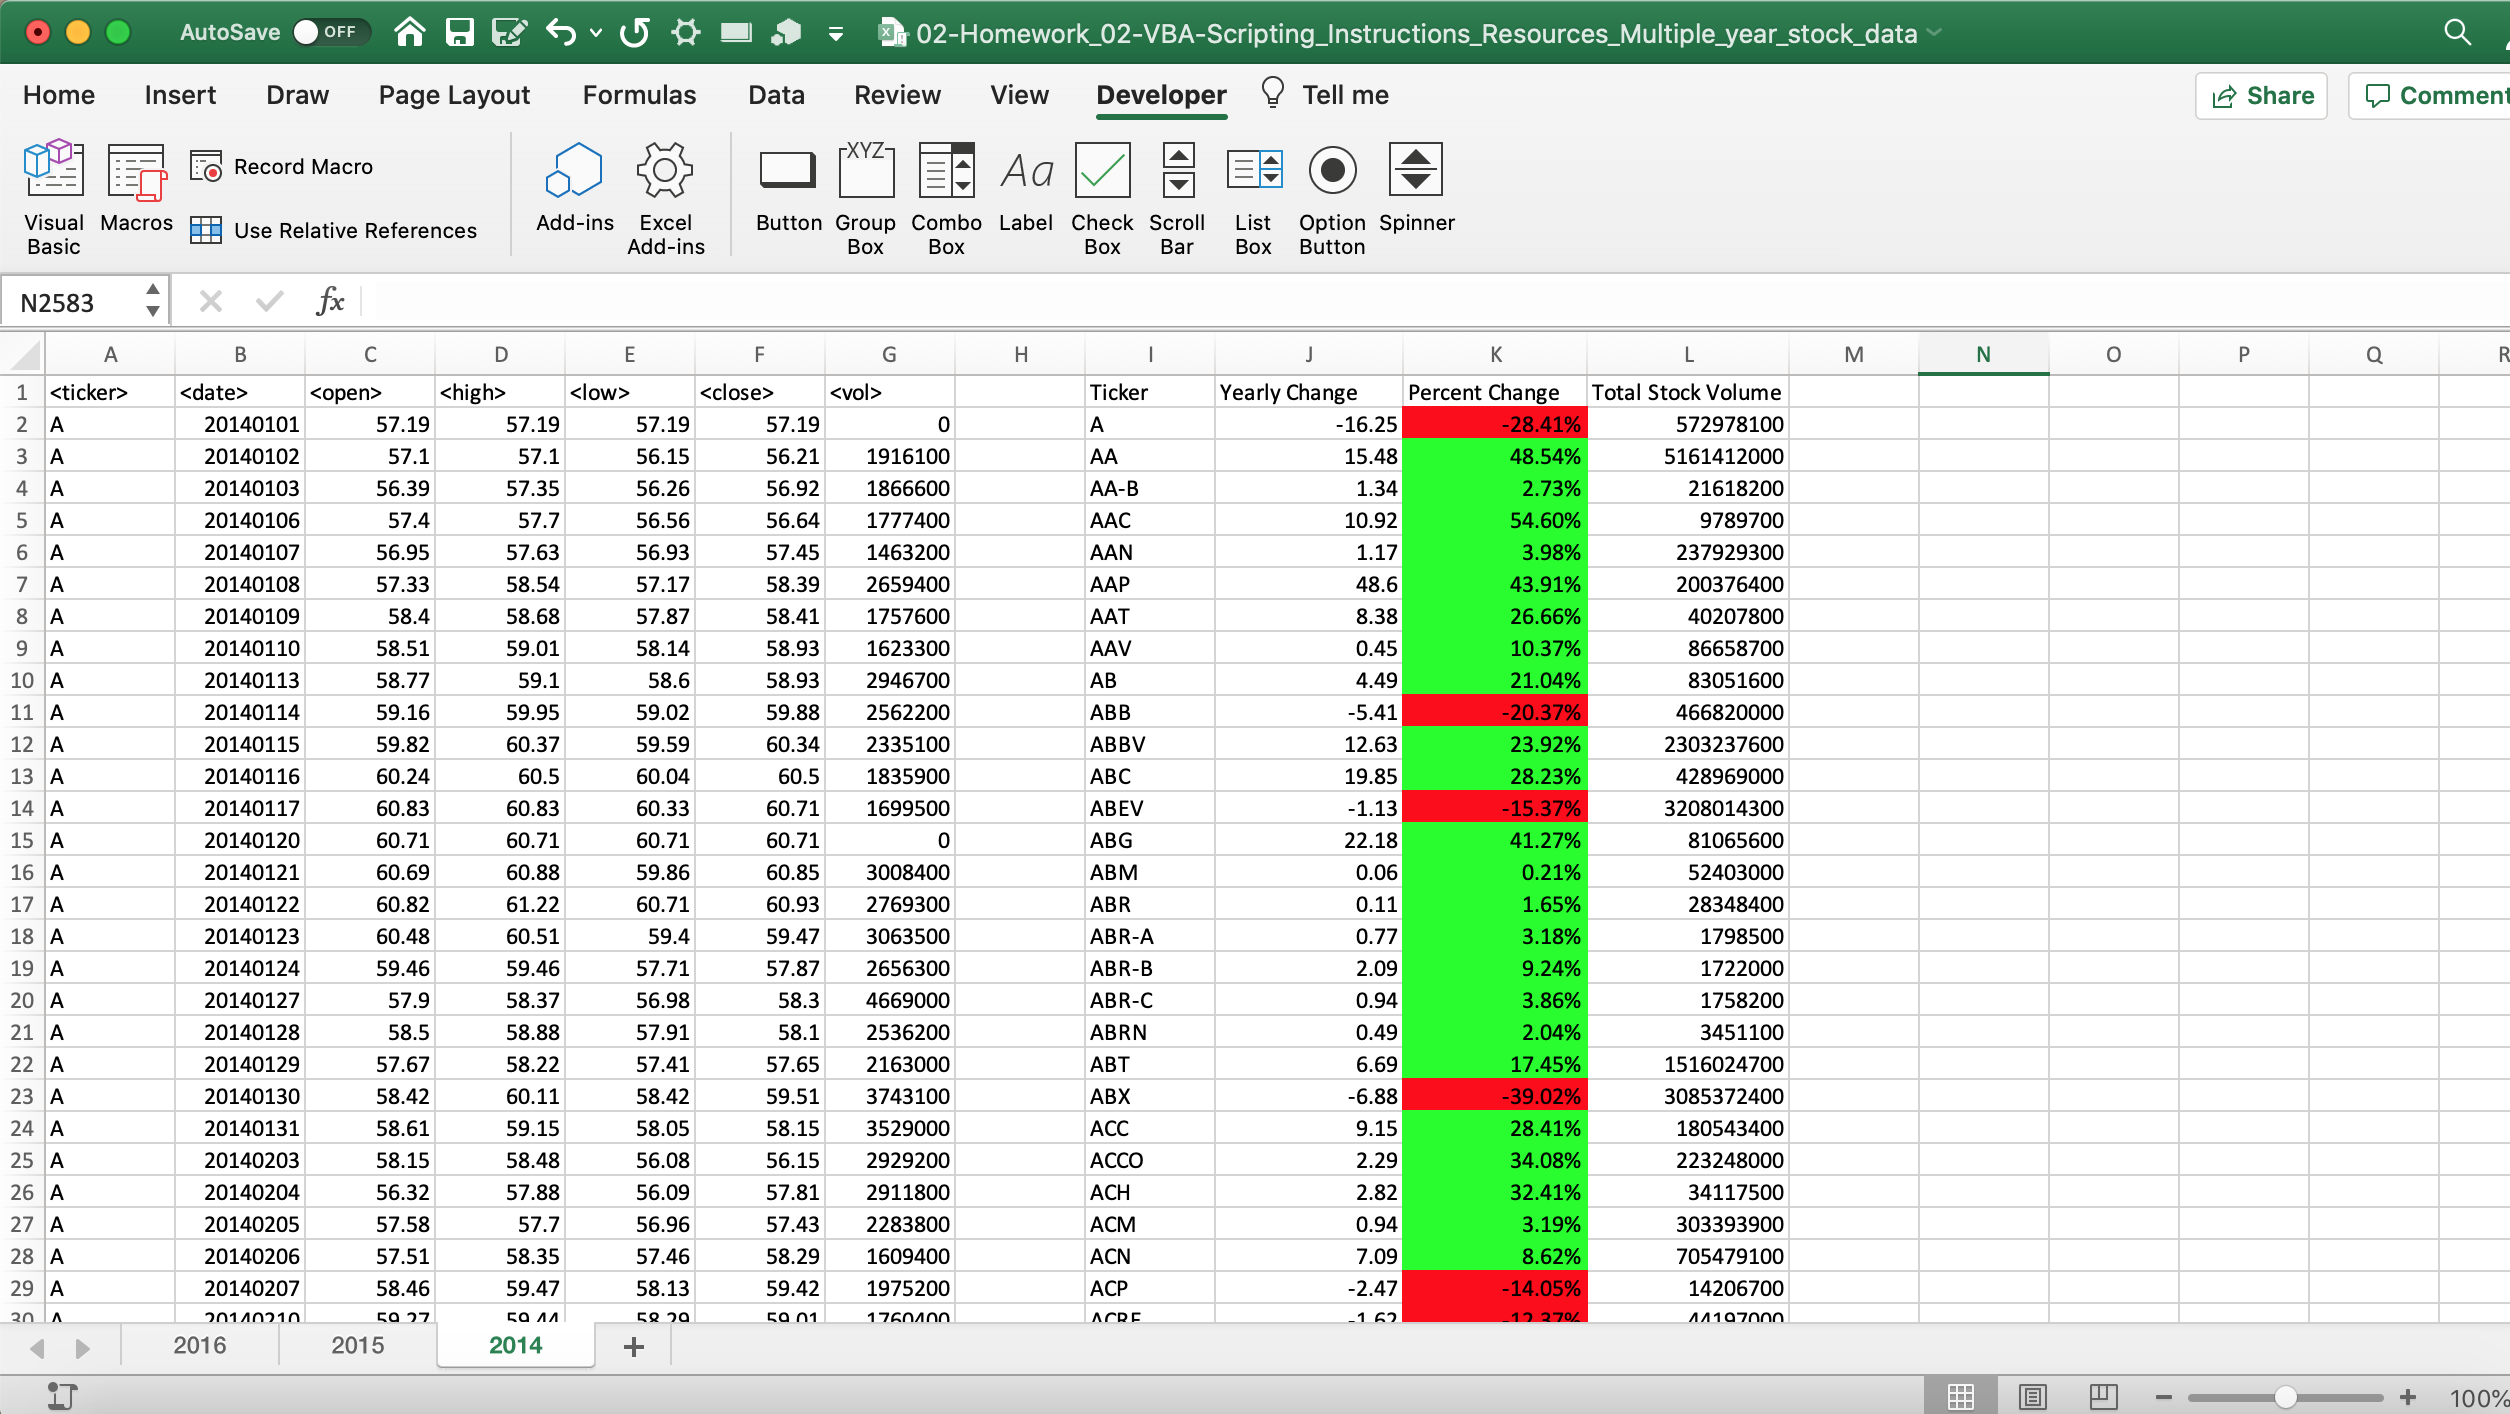 AutoSave OFF 02-Homework_02-VBA-Scripting_Instructions_Resources_Multiple_year_stock_data
Home Insert Draw Page Layout Formulas Data Review View Developer Tell me Share Comment
Visual Basic Macros Record Macro Use Relative References Add-ins Excel Add-ins Button XYZ Group Box Combo Box Aa Label Check Box Scroll Bar List Box Option Button Spinner
N2583 fx
A B C D E F G H I J K L M N O P Q R
1 <ticker> <date> <open> <high> <low> <close> <vol> Ticker Yearly Change Percent Change Total Stock Volume
2 A 20140101 57.19 57.19 57.19 57.19 0 A -16.25 -28.41% 572978100
3 A 20140102 57.1 57.1 56.15 56.21 1916100 AA 15.48 48.54% 5161412000
4 A 20140103 56.39 57.35 56.26 56.92 1866600 AA-B 1.34 2.73% 21618200
5 A 20140106 57.4 57.7 56.56 56.64 1777400 AAC 10.92 54.60% 9789700
6 A 20140107 56.95 57.63 56.93 57.45 1463200 AAN 1.17 3.98% 237929300
7 A 20140108 57.33 58.54 57.17 58.39 2659400 AAP 48.6 43.91% 200376400
8 A 20140109 58.4 58.68 57.87 58.41 1757600 AAT 8.38 26.66% 40207800
9 A 20140110 58.51 59.01 58.14 58.93 1623300 AAV 0.45 10.37% 86658700
10 A 20140113 58.77 59.1 58.6 58.93 2946700 AB 4.49 21.04% 83051600
11 A 20140114 59.16 59.95 59.02 59.88 2562200 ABB -5.41 -20.37% 466820000
12 A 20140115 59.82 60.37 59.59 60.34 2335100 ABBV 12.63 23.92% 2303237600
13 A 20140116 60.24 60.5 60.04 60.5 1835900 ABC 19.85 28.23% 428969000
14 A 20140117 60.83 60.83 60.33 60.71 1699500 ABEV -1.13 -15.37% 3208014300
15 A 20140120 60.71 60.71 60.71 60.71 0 ABG 22.18 41.27% 81065600
16 A 20140121 60.69 60.88 59.86 60.85 3008400 ABM 0.06 0.21% 52403000
17 A 20140122 60.82 61.22 60.71 60.93 2769300 ABR 0.11 1.65% 28348400
18 A 20140123 60.48 60.51 59.4 59.47 3063500 ABR-A 0.77 3.18% 1798500
19 A 20140124 59.46 59.46 57.71 57.87 2656300 ABR-B 2.09 9.24% 1722000
20 A 20140127 57.9 58.37 56.98 58.3 4669000 ABR-C 0.94 3.86% 1758200
21 A 20140128 58.5 58.88 57.91 58.1 2536200 ABRN 0.49 2.04% 3451100
22 A 20140129 57.67 58.22 57.41 57.65 2163000 ABT 6.69 17.45% 1516024700
23 A 20140130 58.42 60.11 58.42 59.51 3743100 ABX -6.88 -39.02% 3085372400
24 A 20140131 58.61 59.15 58.05 58.15 3529000 ACC 9.15 28.41% 180543400
25 A 20140203 58.15 58.48 56.08 56.15 2929200 ACCO 2.29 34.08% 223248000
26 A 20140204 56.32 57.88 56.09 57.81 2911800 ACH 2.82 32.41% 34117500
27 A 20140205 57.58 57.7 56.96 57.43 2283800 ACM 0.94 3.19% 303393900
28 A 20140206 57.51 58.35 57.46 58.29 1609400 ACN 7.09 8.62% 705479100
29 A 20140207 58.46 59.47 58.13 59.42 1975200 ACP -2.47 -14.05% 14206700
30 A 20140210 59.27 59.44 58.29 59.01 1760400 ACRE -1.62 -12.37% 44197000
2016 2015 2014
100%